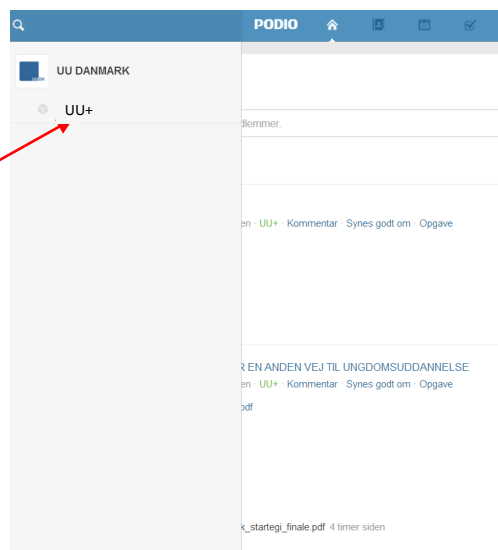 PODIO
UU DANMARK
UU+
dlemmer.
en · UU+ · Kommentar · Synes godt om · Opgave
R EN ANDEN VEJ TIL UNGDOMSUDDANNELSE
en · UU+ · Kommentar · Synes godt om · Opgave
pdf
k_startegi_finale.pdf 4 timer siden